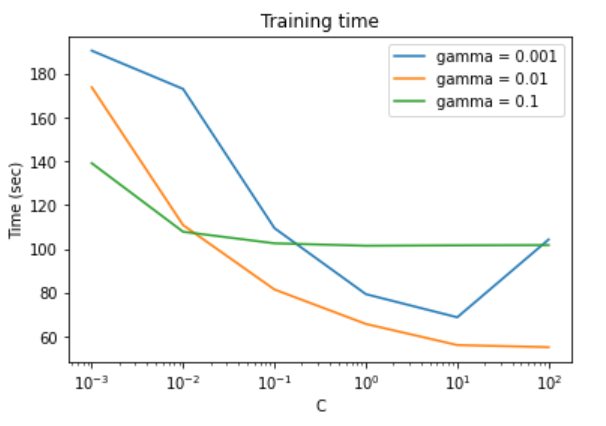 Training time
gamma = 0.001
gamma = 0.01
gamma = 0.1
Time (sec)
180
160
140
120
100
80
60
10⁻³ 10⁻² 10⁻¹ 10⁰ 10¹ 10²
C